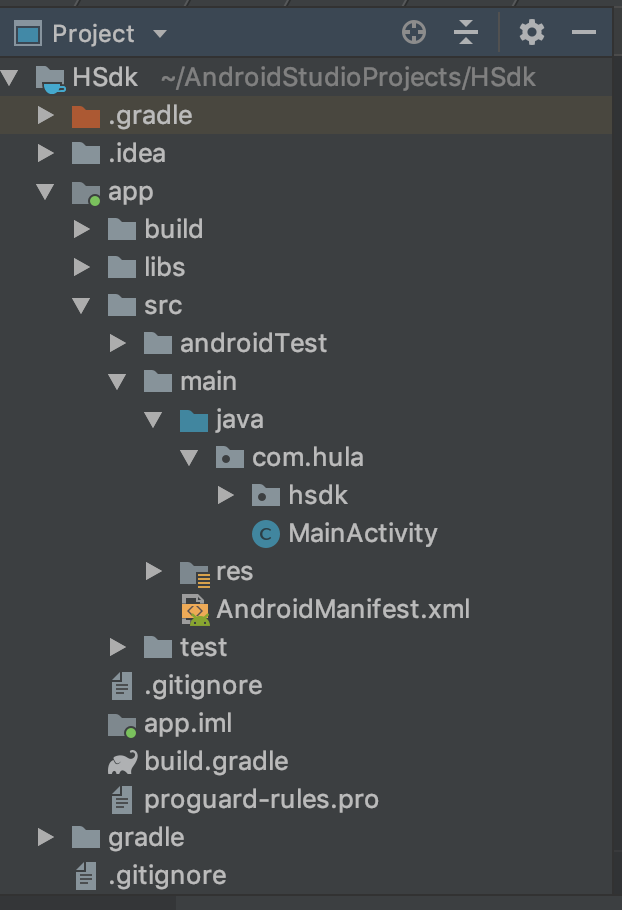 Project
HSdk ~/AndroidStudioProjects/HSdk
.gradle
.idea
app
build
libs
src
androidTest
main
java
com.hula
hsdk
C MainActivity
res
AndroidManifest.xml
test
.gitignore
app.iml
build.gradle
proguard-rules.pro
gradle
.gitignore